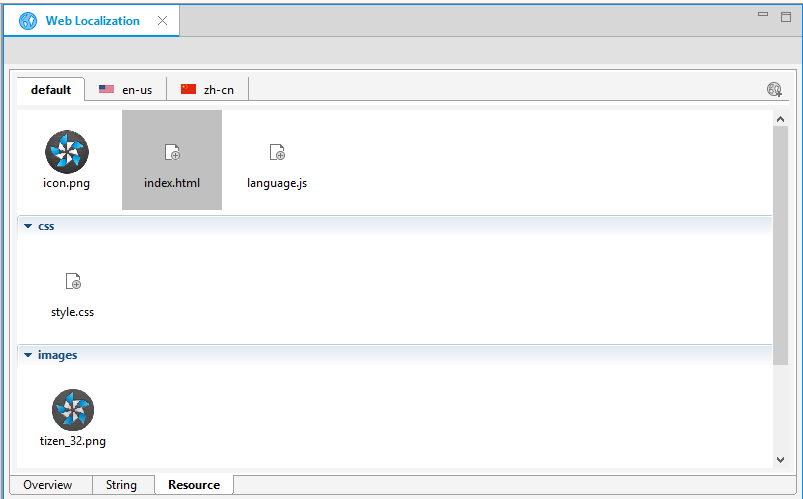 Web Localization
default en-us zh-cn
icon.png index.html language.js
css
style.css
images
tizen_32.png
Overview String Resource